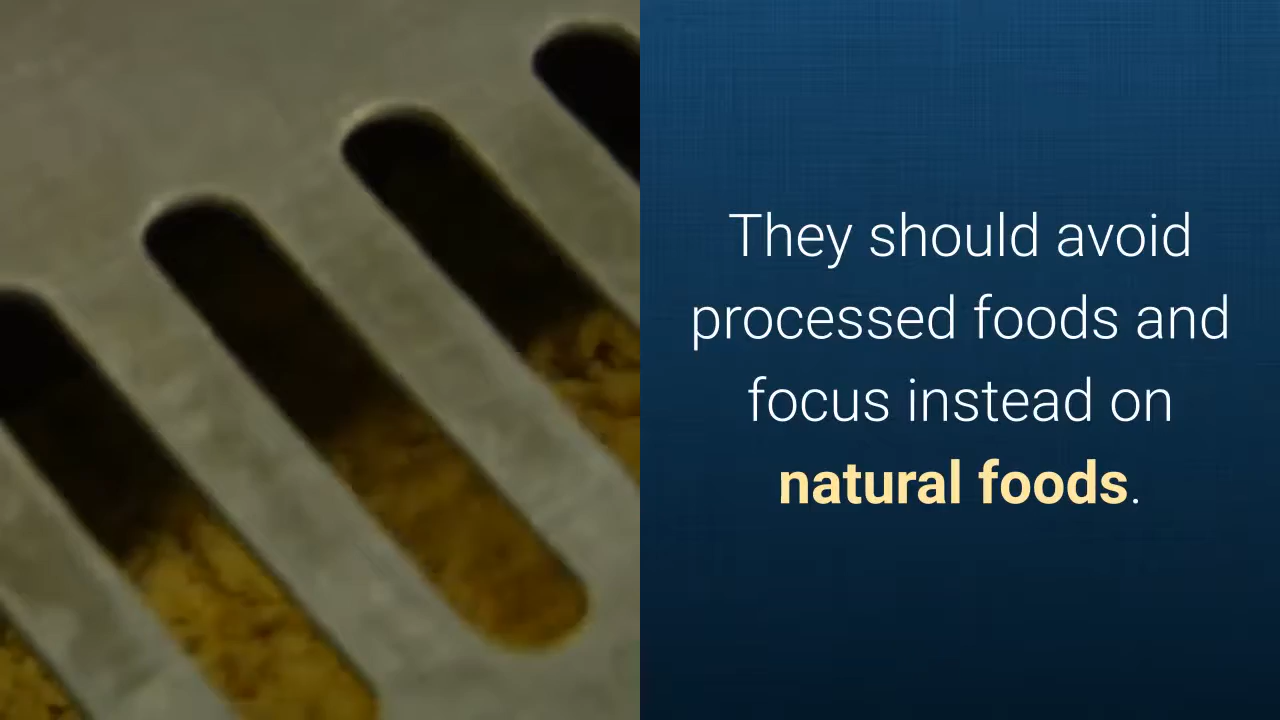 They should avoid
processed foods and
focus instead on
natural foods.